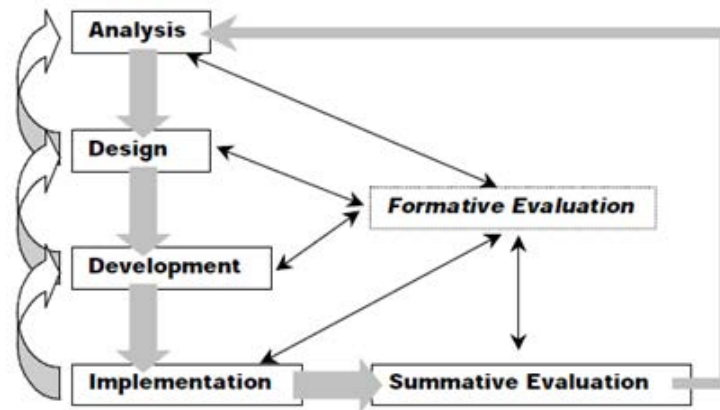 Analysis
Design
Formative Evaluation
Development
Implementation
Summative Evaluation